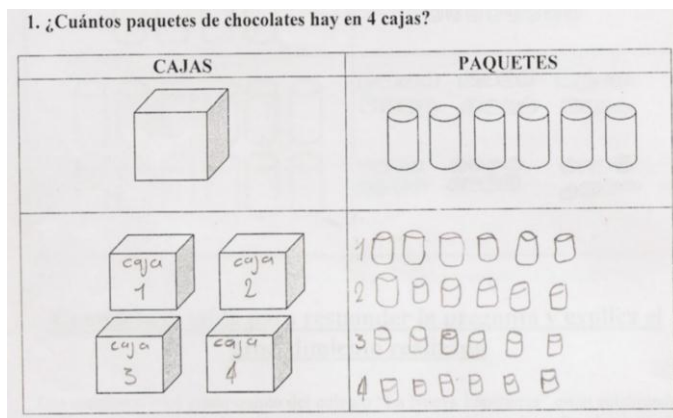 1. ¿Cuántos paquetes de chocolates hay en 4 cajas?
CAJAS PAQUETES
caja caja 1
1 2 2
caja caja 3
3 4 4